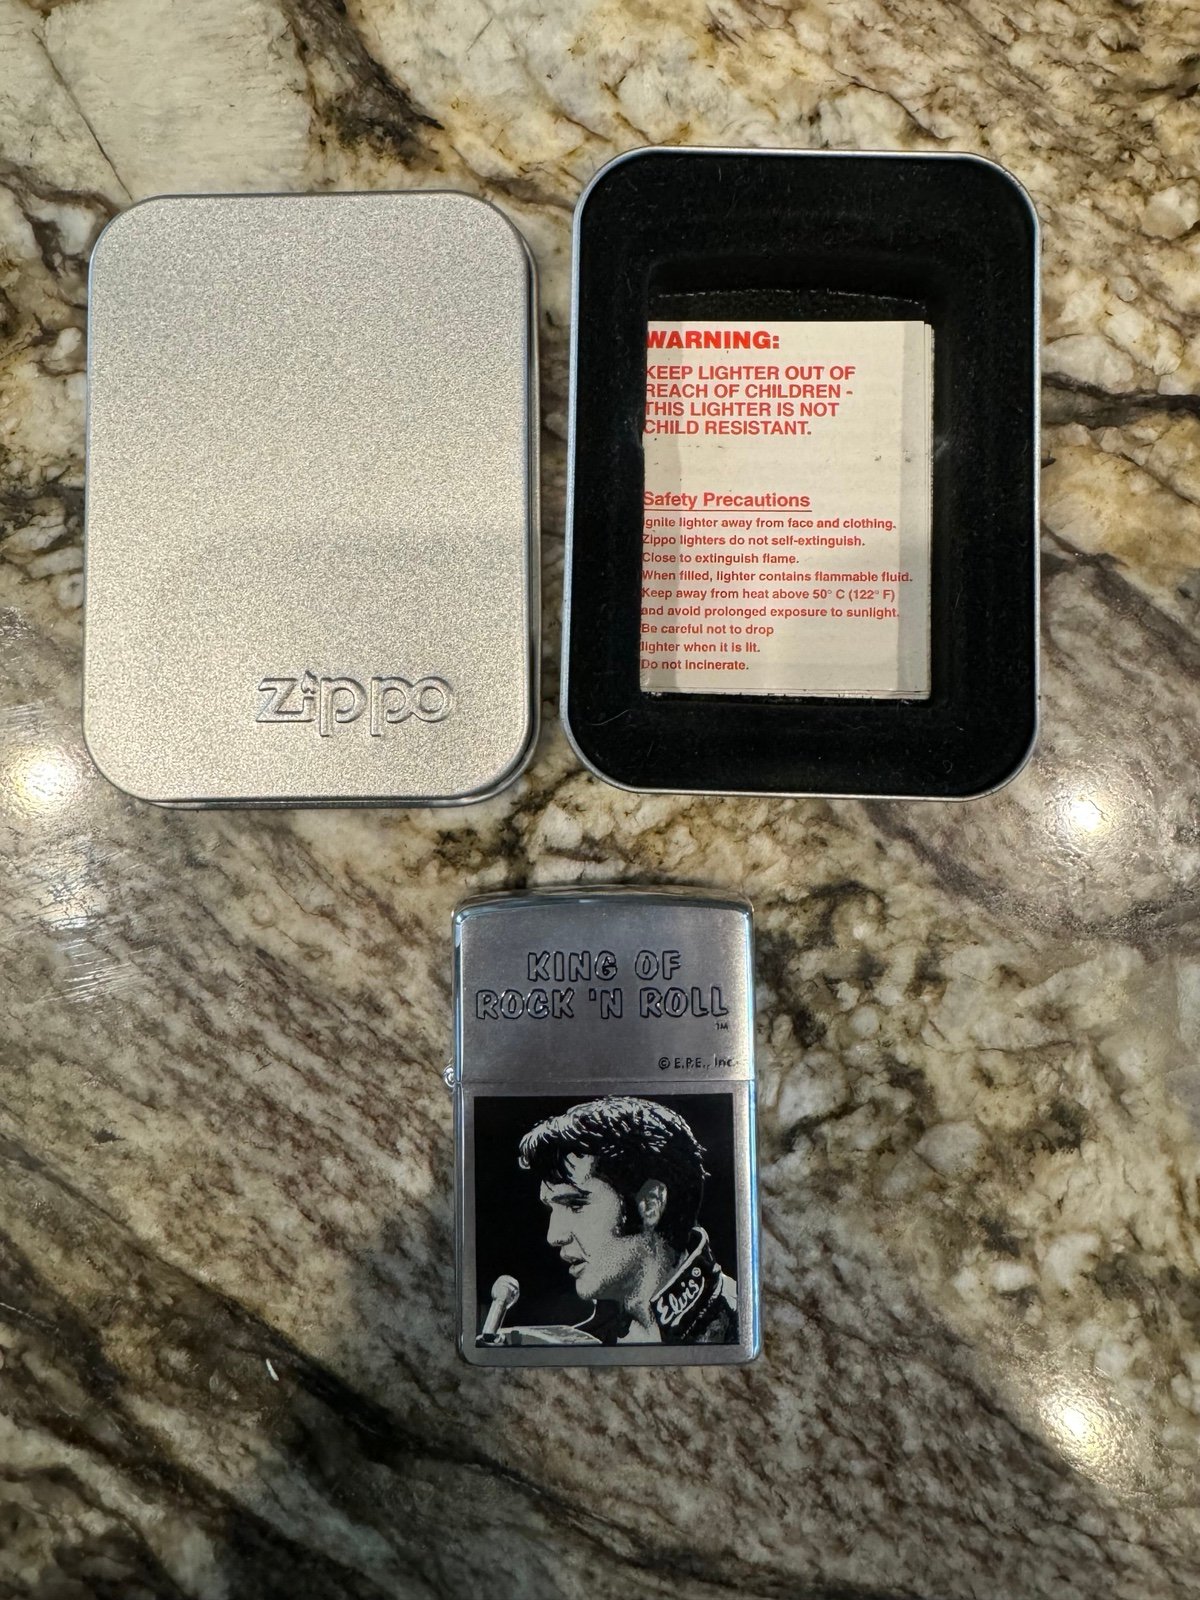 zippo
WARNING:
KEEP LIGHTER OUT OF
REACH OF CHILDREN -
THIS LIGHTER IS NOT
CHILD RESISTANT.
Safety Precautions
Ignite lighter away from face and clothing.
Zippo lighters do not self-extinguish.
Close to extinguish flame.
When filled, lighter contains flammable fluid.
Keep away from heat above 50° C (122° F)
and avoid prolonged exposure to sunlight.
Be careful not to drop
lighter when it is lit.
Do not incinerate.
KING OF
ROCK 'N ROLL
TM
© E.P.E., Inc.
Elvis®